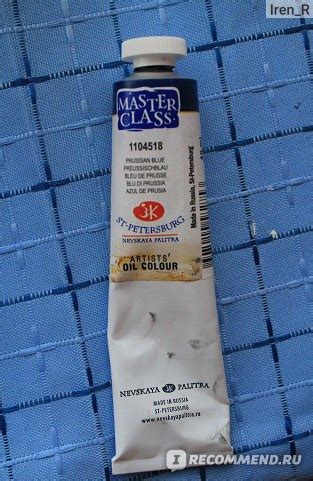 Iren_R
MASTER
CLASS
1104518
PRUSSIAN BLUE
PREUSSISCHBLAU
BLEU DE PRUSSE
BLU DI PRUSSIA
AZUL DE PRUSIA
Made in Russia, St-Petersburg
ST-PETERSBURG
NEVSKAYA PALITRA
ARTISTS'
OIL COLOUR
NEVSKAYA PALITRA
MADE IN RUSSIA
ST-PETERSBURG
www.nevskayapalitra.ru
I RECOMMEND.RU